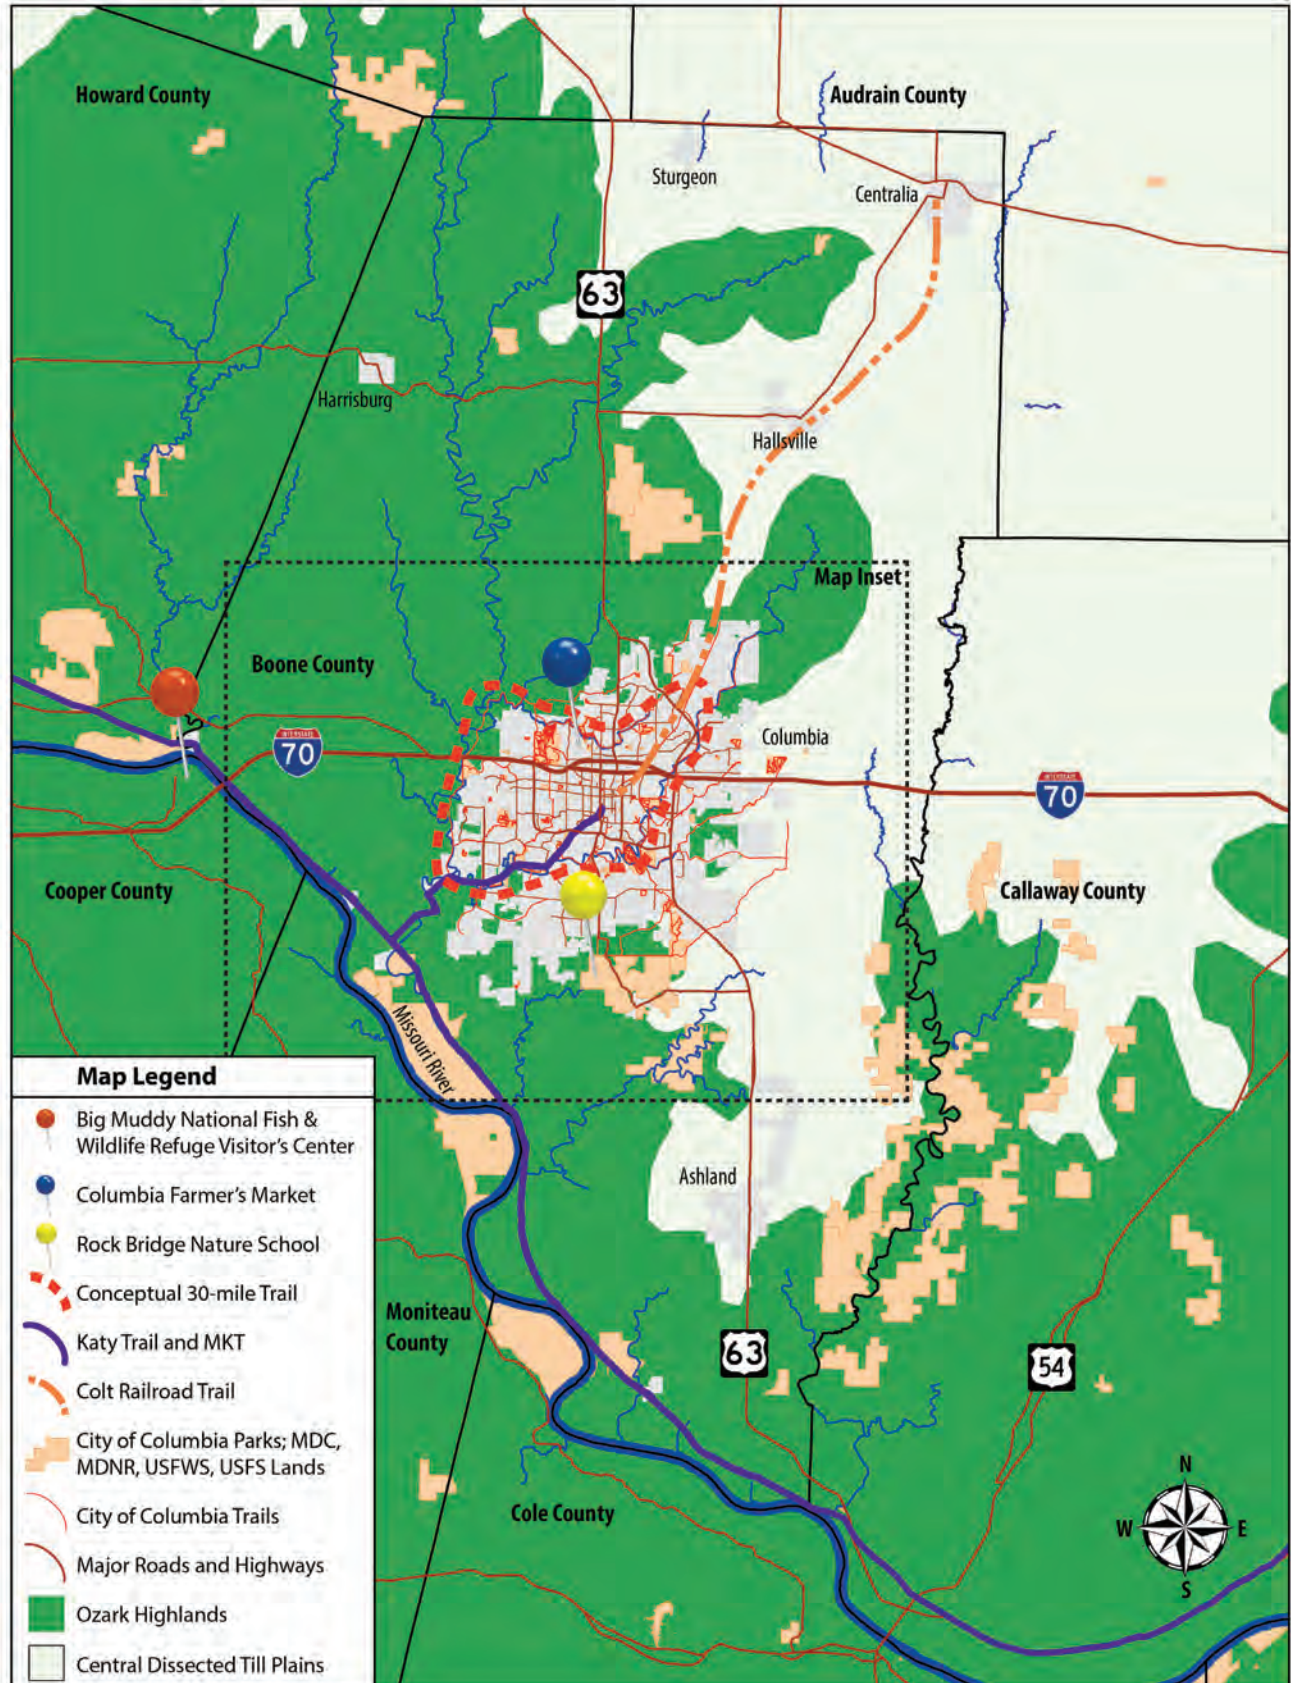 Howard County
Audrain County
Sturgeon
Centralia
63
Harrisburg
Hallsville
Map Inset
Boone County
INTERSTATE
70
Columbia
INTERSTATE
70
Cooper County
Callaway County
Missouri River
Ashland
Moniteau
County
63
54
Cole County
N
W
E
S
Map Legend
Big Muddy National Fish &
Wildlife Refuge Visitor's Center
Columbia Farmer's Market
Rock Bridge Nature School
Conceptual 30-mile Trail
Katy Trail and MKT
Colt Railroad Trail
City of Columbia Parks; MDC,
MDNR, USFWS, USFS Lands
City of Columbia Trails
Major Roads and Highways
Ozark Highlands
Central Dissected Till Plains